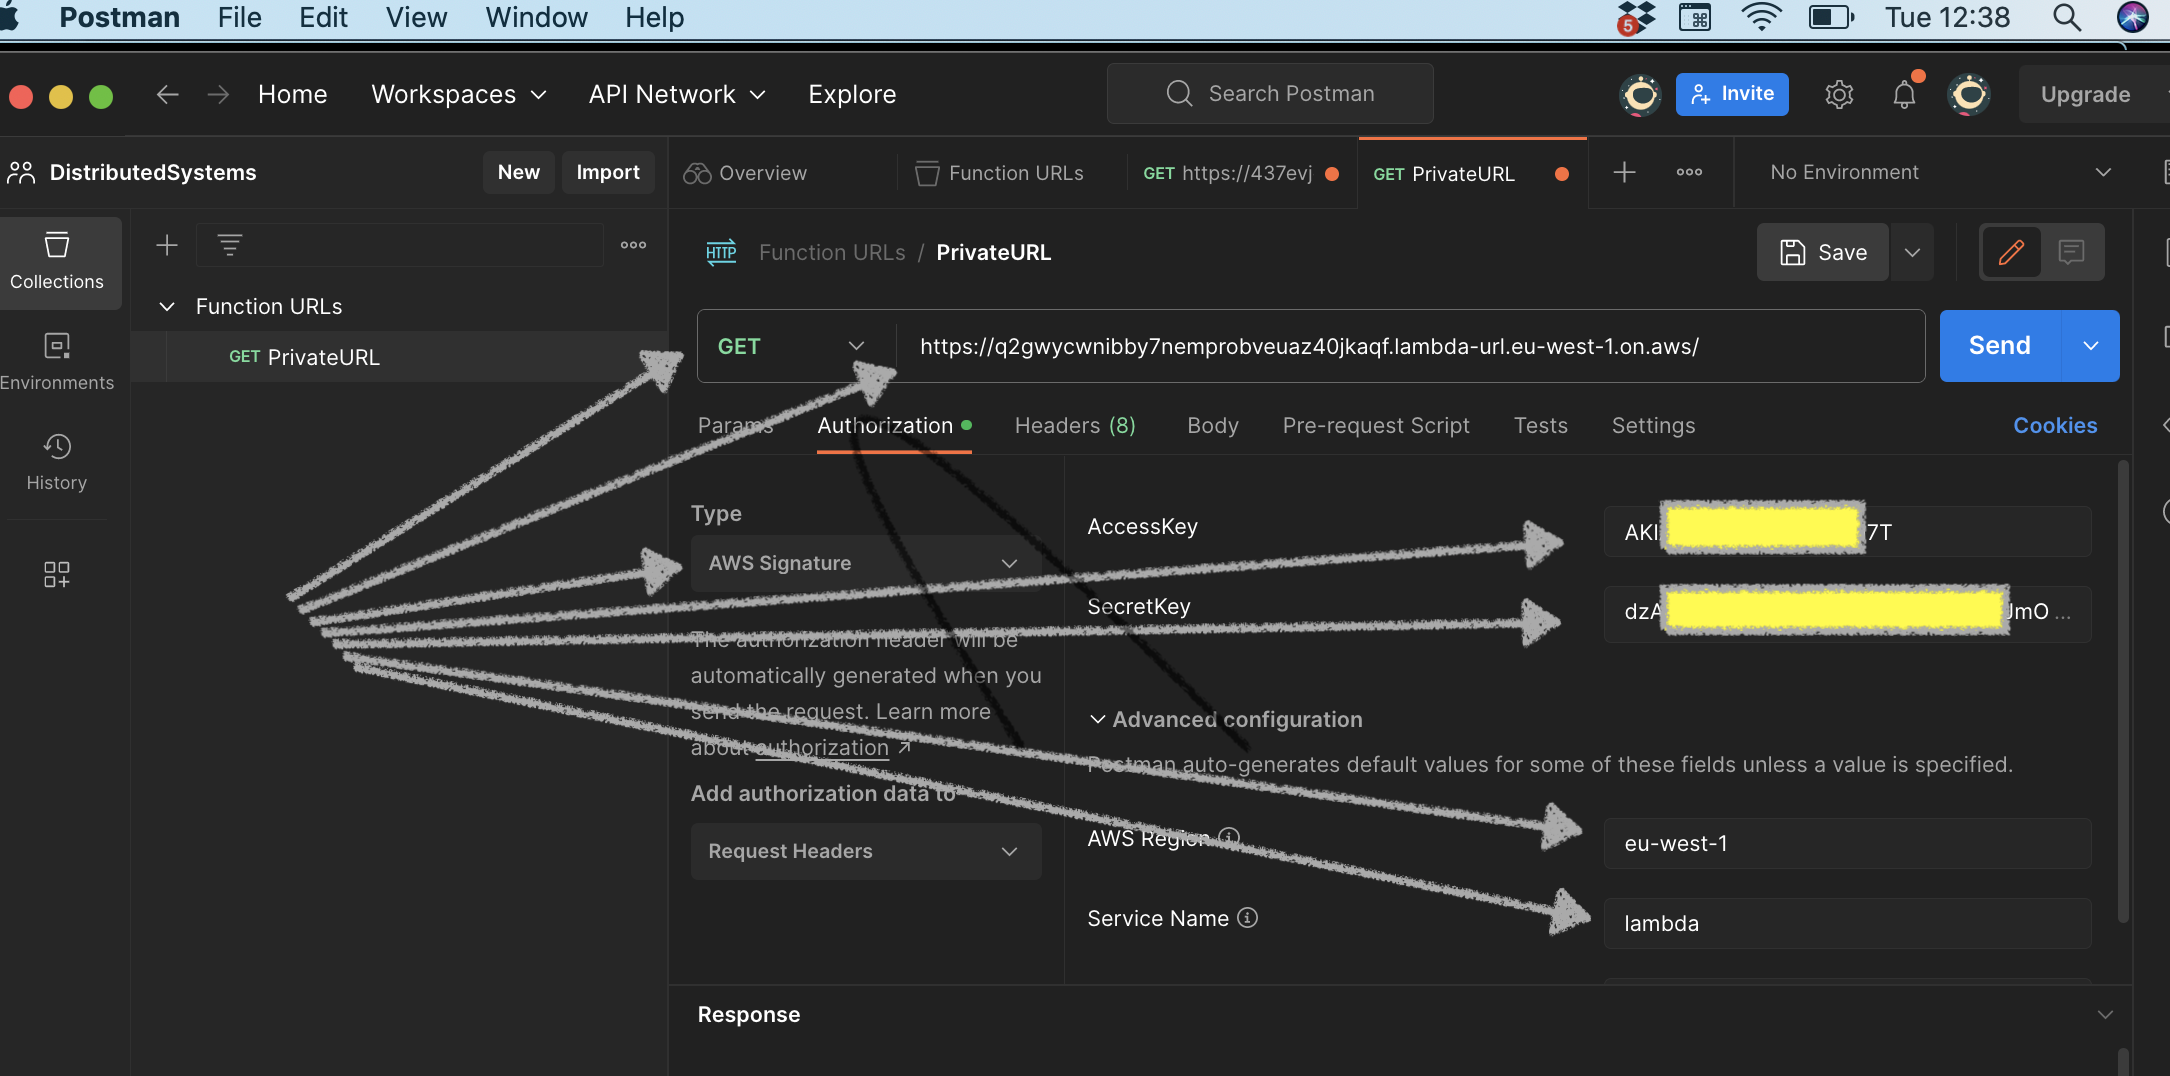 Postman File Edit View Window Help
5
Tue 12:38
Home Workspaces API Network Explore
Search Postman
Invite
Upgrade
DistributedSystems
New Import
Overview
Function URLs
GET https://437evj
GET PrivateURL
No Environment
Collections
Environments
History
Function URLs
GET PrivateURL
HTTP
Function URLs / PrivateURL
Save
GET
https://q2gwycwnibby7nemprobveuaz40jkaqf.lambda-url.eu-west-1.on.aws/
Send
Params Authorization Headers (8) Body Pre-request Script Tests Settings
Cookies
Type
AWS Signature
The authorization header will be
automatically generated when you
send the request. Learn more
about authorization ↗
Add authorization data to
Request Headers
AccessKey
AKI 7T
SecretKey
dzA JmO ...
Advanced configuration
Postman auto-generates default values for some of these fields unless a value is specified.
AWS Region
eu-west-1
Service Name
lambda
Response